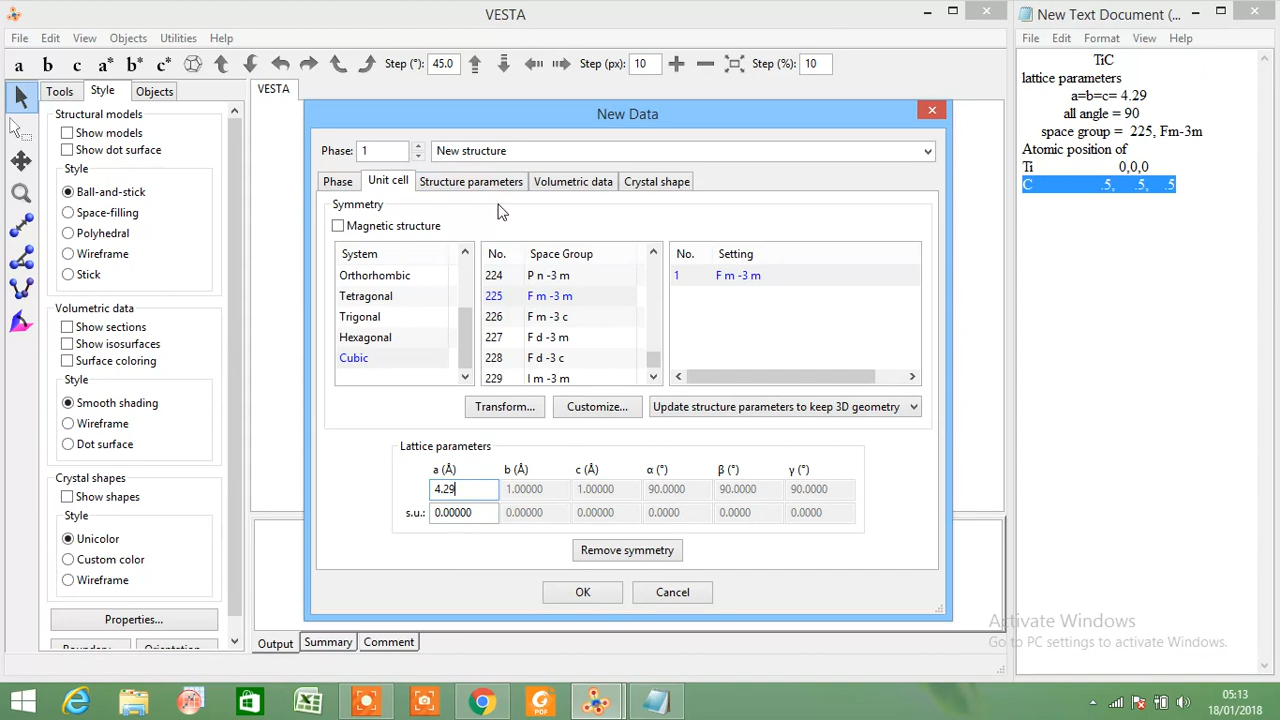 VESTA
File Edit View Objects Utilities Help
a b c a* b* c* Step (°): 45.0 Step (px): 10 Step (%): 10
Tools Style Objects
VESTA
Structural models
Show models
Show dot surface
Style
Ball-and-stick
Space-filling
Polyhedral
Wireframe
Stick
Volumetric data
Show sections
Show isosurfaces
Surface coloring
Style
Smooth shading
Wireframe
Dot surface
Crystal shapes
Show shapes
Style
Unicolor
Custom color
Wireframe
Properties...
Boundary... Orientation...
New Data
Phase: 1 New structure
Phase Unit cell Structure parameters Volumetric data Crystal shape
Symmetry
Magnetic structure
System No. Space Group No. Setting
Orthorhombic 224 P n -3 m 1 F m -3 m
Tetragonal 225 F m -3 m
Trigonal 226 F m -3 c
Hexagonal 227 F d -3 m
Cubic 228 F d -3 c
229 I m -3 m
Transform... Customize... Update structure parameters to keep 3D geometry
Lattice parameters
a (Å) b (Å) c (Å) α (°) β (°) γ (°)
4.29 1.00000 1.00000 90.0000 90.0000 90.0000
s.u.: 0.00000 0.00000 0.00000 0.0000 0.0000 0.0000
Remove symmetry
OK Cancel
Output Summary Comment
New Text Document (...
File Edit Format View Help
TiC
lattice parameters
a=b=c= 4.29
all angle = 90
space group = 225, Fm-3m
Atomic position of
Ti 0,0,0
C .5, .5, .5
Activate Windows
Go to PC settings to activate Windows.
PDF
05:13
18/01/2018